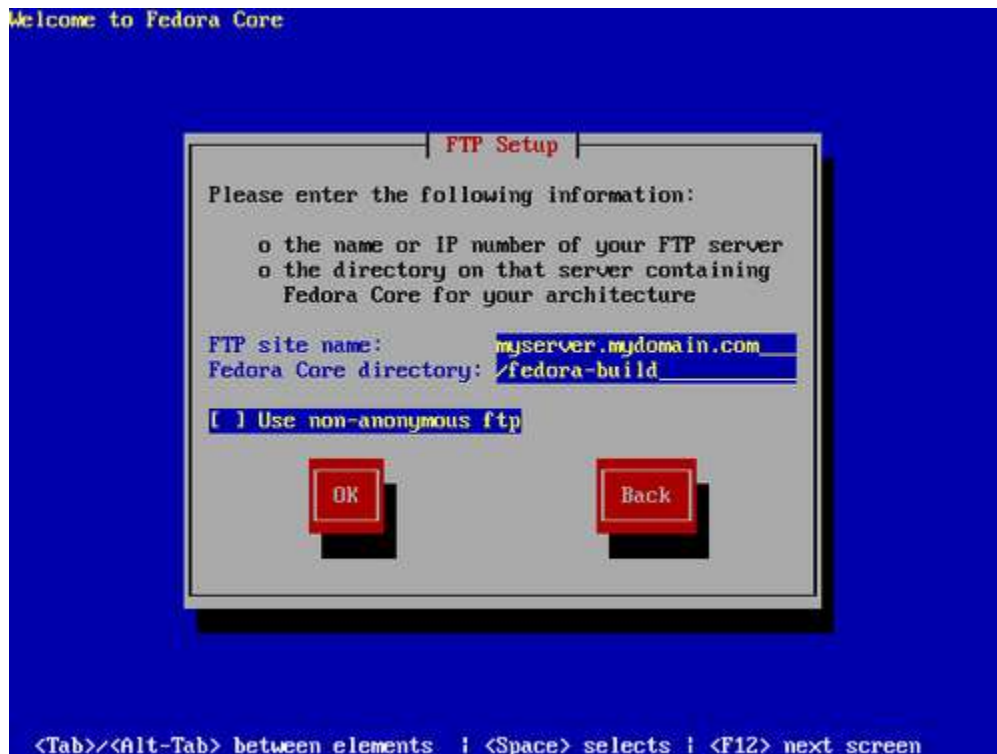 Welcome to Fedora Core
FTP Setup
Please enter the following information:
o the name or IP number of your FTP server
o the directory on that server containing
Fedora Core for your architecture
FTP site name: myserver.mydomain.com
Fedora Core directory: /fedora-build
[ ] Use non-anonymous ftp
OK Back
<Tab>/<Alt-Tab> between elements | <Space> selects | <F12> next screen